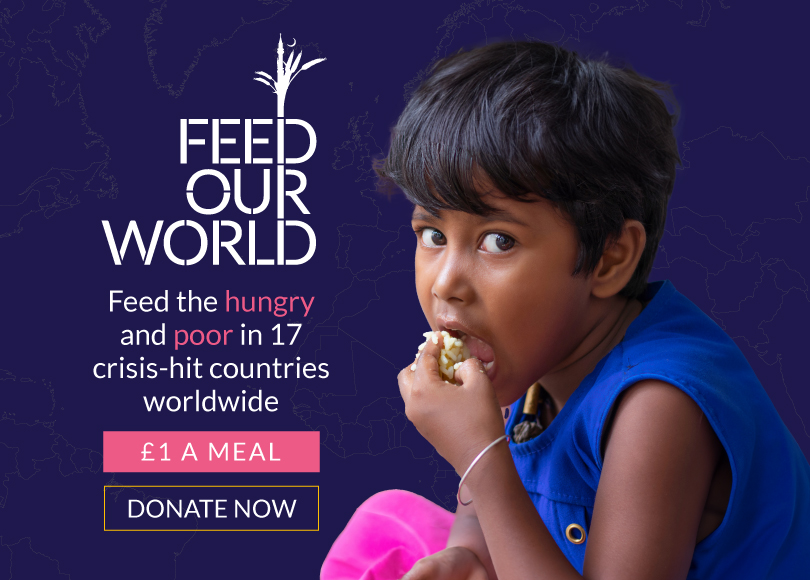 FEED
OUR
WORLD
Feed the hungry
and poor in 17
crisis-hit countries
worldwide
£1 A MEAL
DONATE NOW